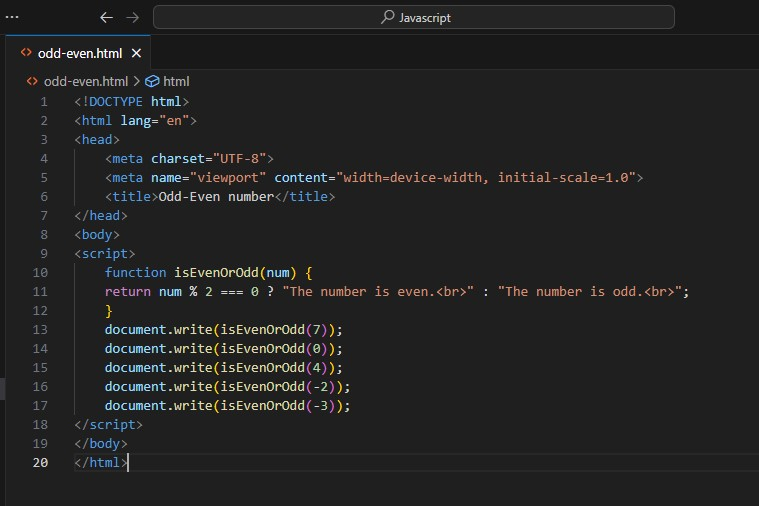 Javascript
odd-even.html
odd-even.html > html
1 <!DOCTYPE html>
2 <html lang="en">
3 <head>
4     <meta charset="UTF-8">
5     <meta name="viewport" content="width=device-width, initial-scale=1.0">
6     <title>Odd-Even number</title>
7 </head>
8 <body>
9 <script>
10     function isEvenOrOdd(num) {
11     return num % 2 === 0 ? "The number is even.<br>" : "The number is odd.<br>";
12     }
13     document.write(isEvenOrOdd(7));
14     document.write(isEvenOrOdd(0));
15     document.write(isEvenOrOdd(4));
16     document.write(isEvenOrOdd(-2));
17     document.write(isEvenOrOdd(-3));
18 </script>
19 </body>
20 </html>